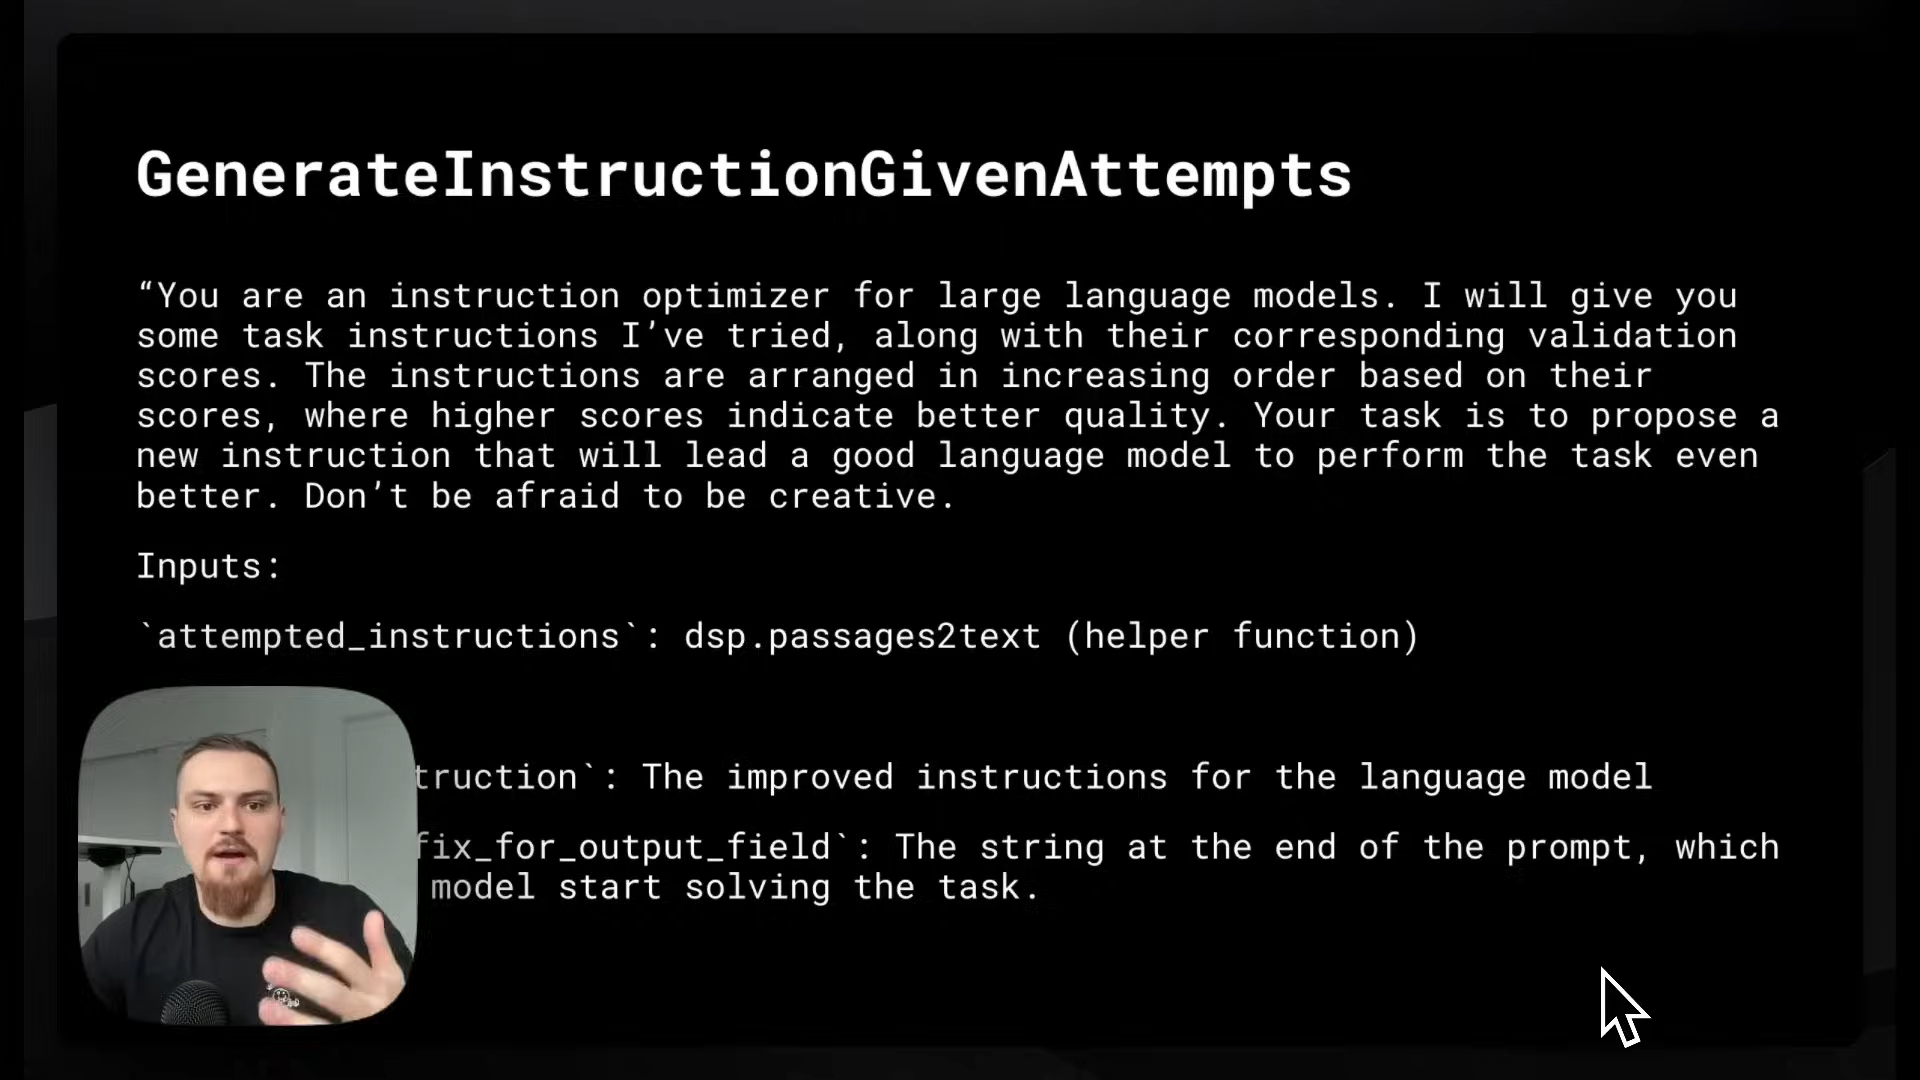 GenerateInstructionGivenAttempts
“You are an instruction optimizer for large language models. I will give you
some task instructions I’ve tried, along with their corresponding validation
scores. The instructions are arranged in increasing order based on their
scores, where higher scores indicate better quality. Your task is to propose a
new instruction that will lead a good language model to perform the task even
better. Don’t be afraid to be creative.
Inputs:
`attempted_instructions`: dsp.passages2text (helper function)
truction`: The improved instructions for the language model
fix_for_output_field`: The string at the end of the prompt, which
model start solving the task.